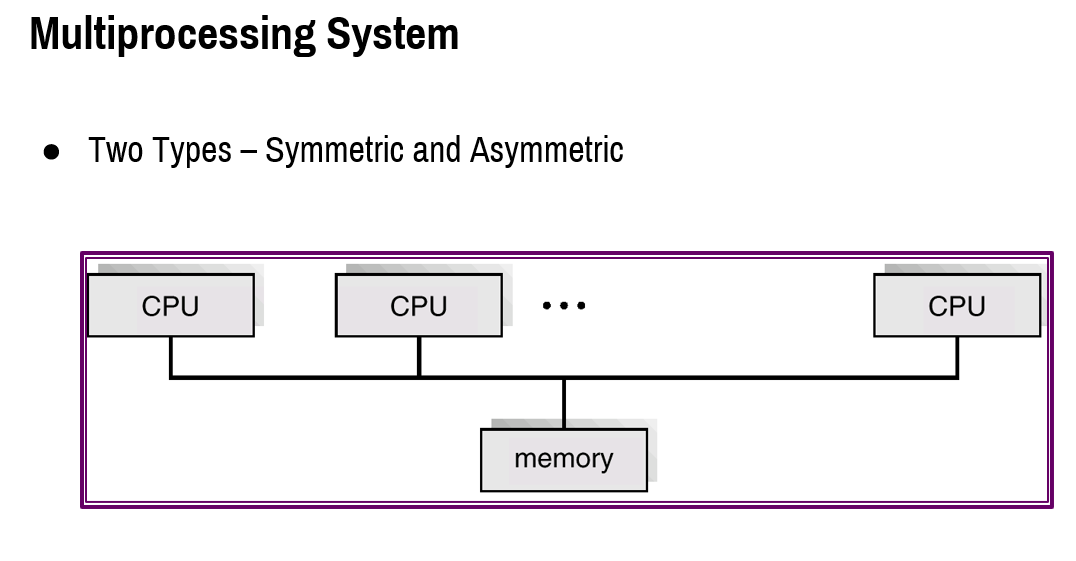 Multiprocessing System
● Two Types – Symmetric and Asymmetric
CPU CPU ••• CPU
memory